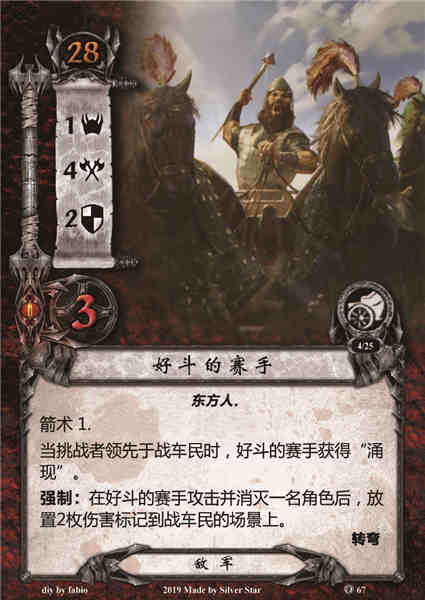 28
1
4
2
3
4/25
好斗的赛手
东方人.
箭术 1.
当挑战者领先于战车民时，好斗的赛手获得“涌
现”。
强制：在好斗的赛手攻击并消灭一名角色后，放
置2枚伤害标记到战车民的场景上。
转弯
敌军
diy by fabio
2019 Made by Silver Star
67